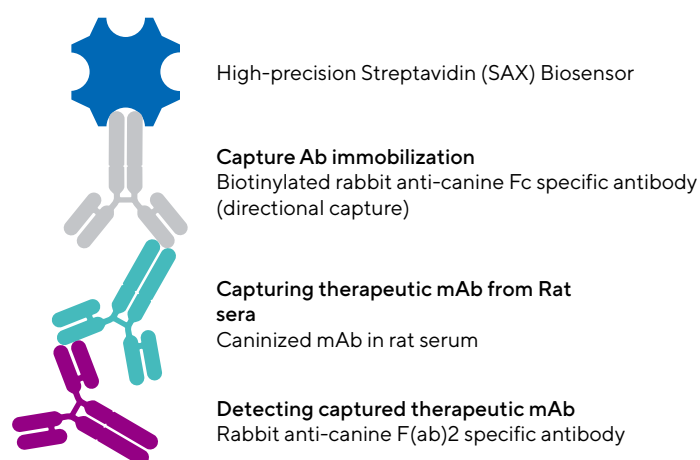 High-precision Streptavidin (SAX) Biosensor
Capture Ab immobilization
Biotinylated rabbit anti-canine Fc specific antibody
(directional capture)
Capturing therapeutic mAb from Rat
sera
Caninized mAb in rat serum
Detecting captured therapeutic mAb
Rabbit anti-canine F(ab)2 specific antibody